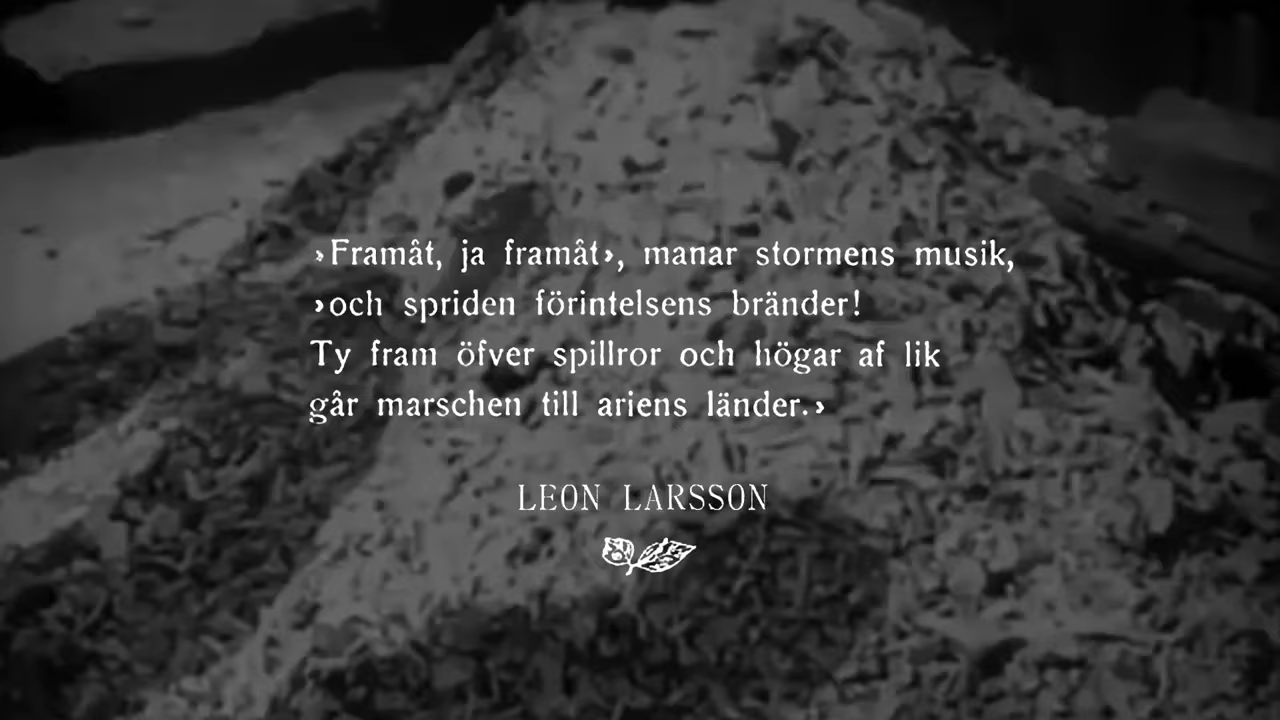 ›Framåt, ja framåt›, manar stormens musik,
›och spriden förintelsens bränder!
Ty fram öfver spillror och högar af lik
går marschen till ariens länder.›
LEON LARSSON